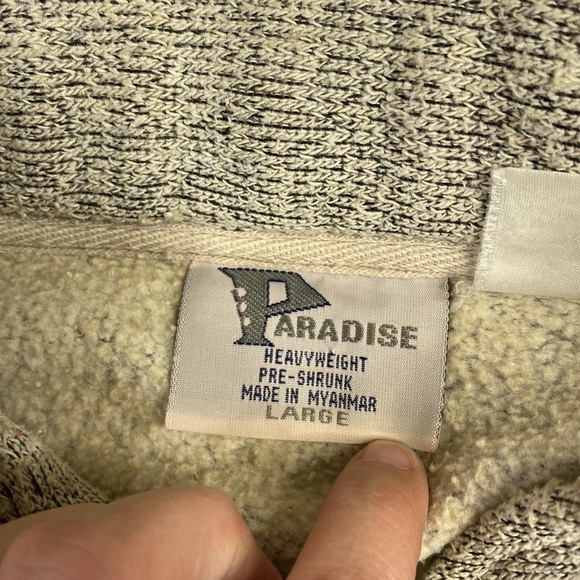 PARADISE
HEAVYWEIGHT
PRE-SHRUNK
MADE IN MYANMAR
LARGE